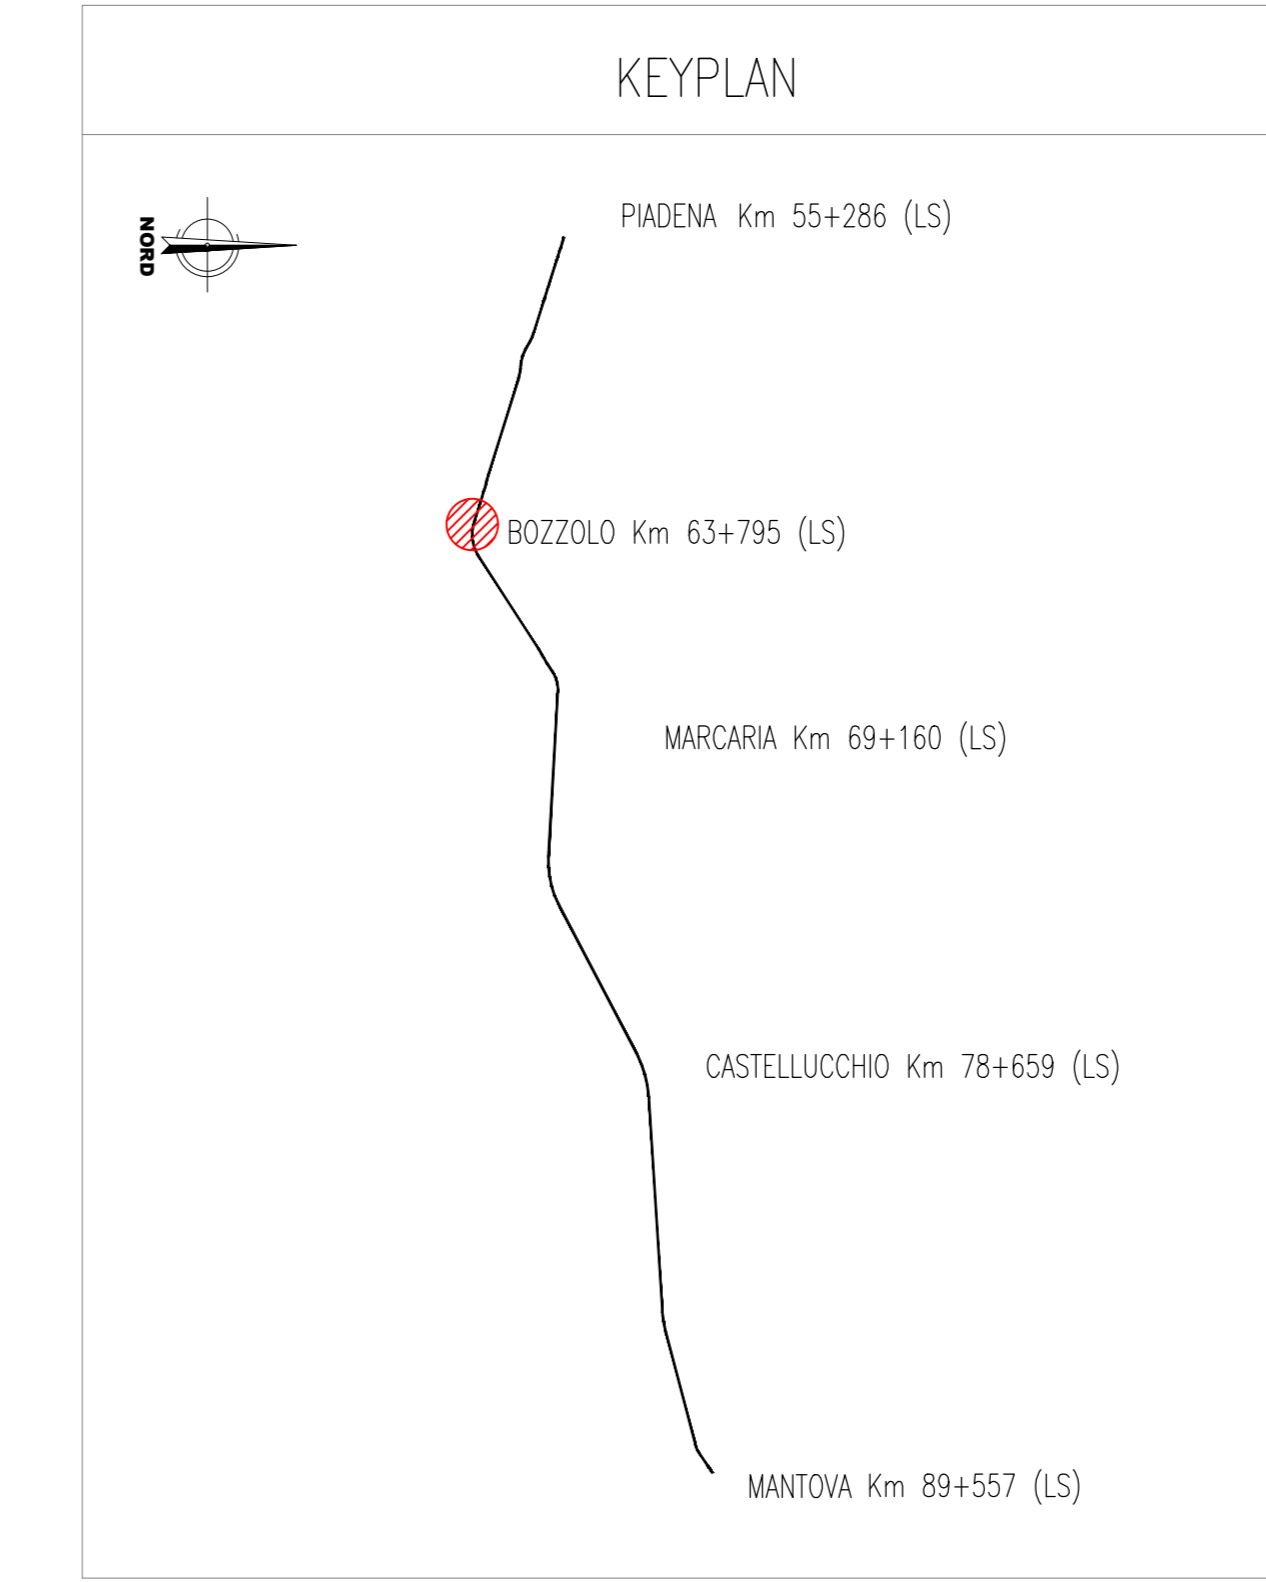 KEYPLAN
NORD
PIADENA Km 55+286 (LS)
BOZZOLO Km 63+795 (LS)
MARCARIA Km 69+160 (LS)
CASTELLUCCHIO Km 78+659 (LS)
MANTOVA Km 89+557 (LS)